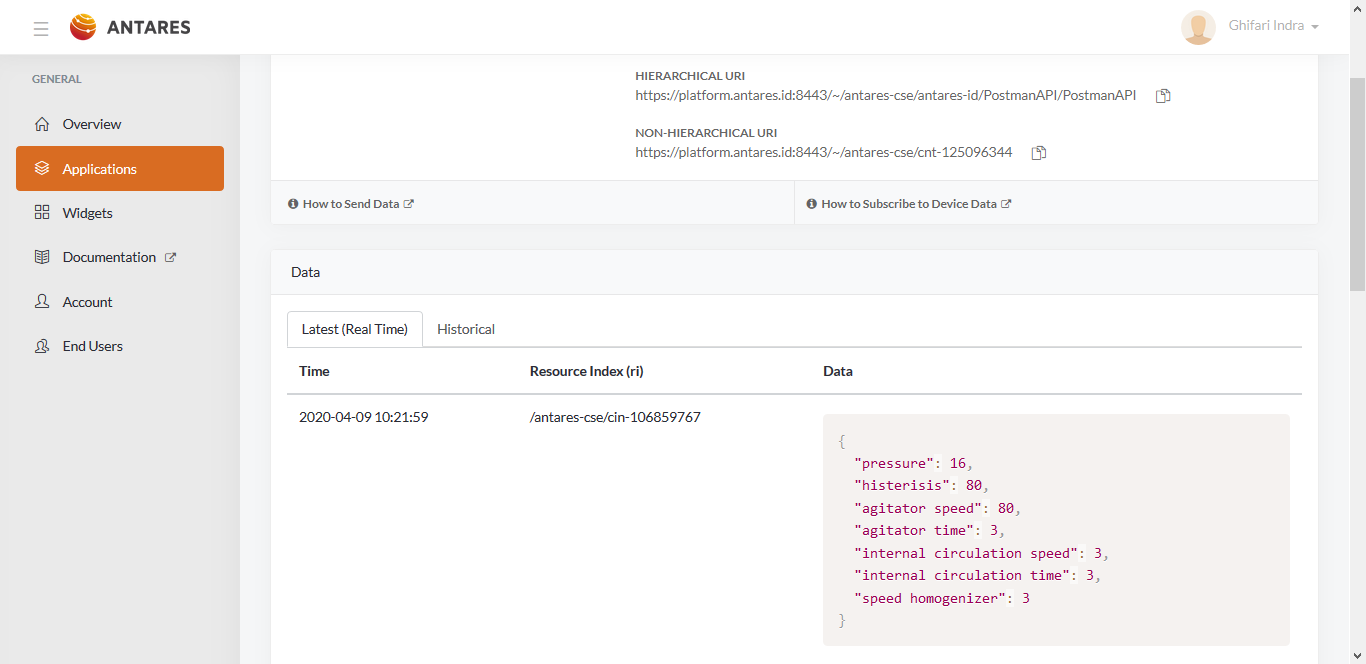 ANTARES
Ghifari Indra
GENERAL
Overview
Applications
Widgets
Documentation
Account
End Users
HIERARCHICAL URI
https://platform.antares.id:8443/~/antares-cse/antares-id/PostmanAPI/PostmanAPI
NON-HIERARCHICAL URI
https://platform.antares.id:8443/~/antares-cse/cnt-125096344
How to Send Data
How to Subscribe to Device Data
Data
Latest (Real Time) Historical
Time Resource Index (ri) Data
2020-04-09 10:21:59 /antares-cse/cin-106859767
{
"pressure": 16,
"histerisis": 80,
"agitator speed": 80,
"agitator time": 3,
"internal circulation speed": 3,
"internal circulation time": 3,
"speed homogenizer": 3
}